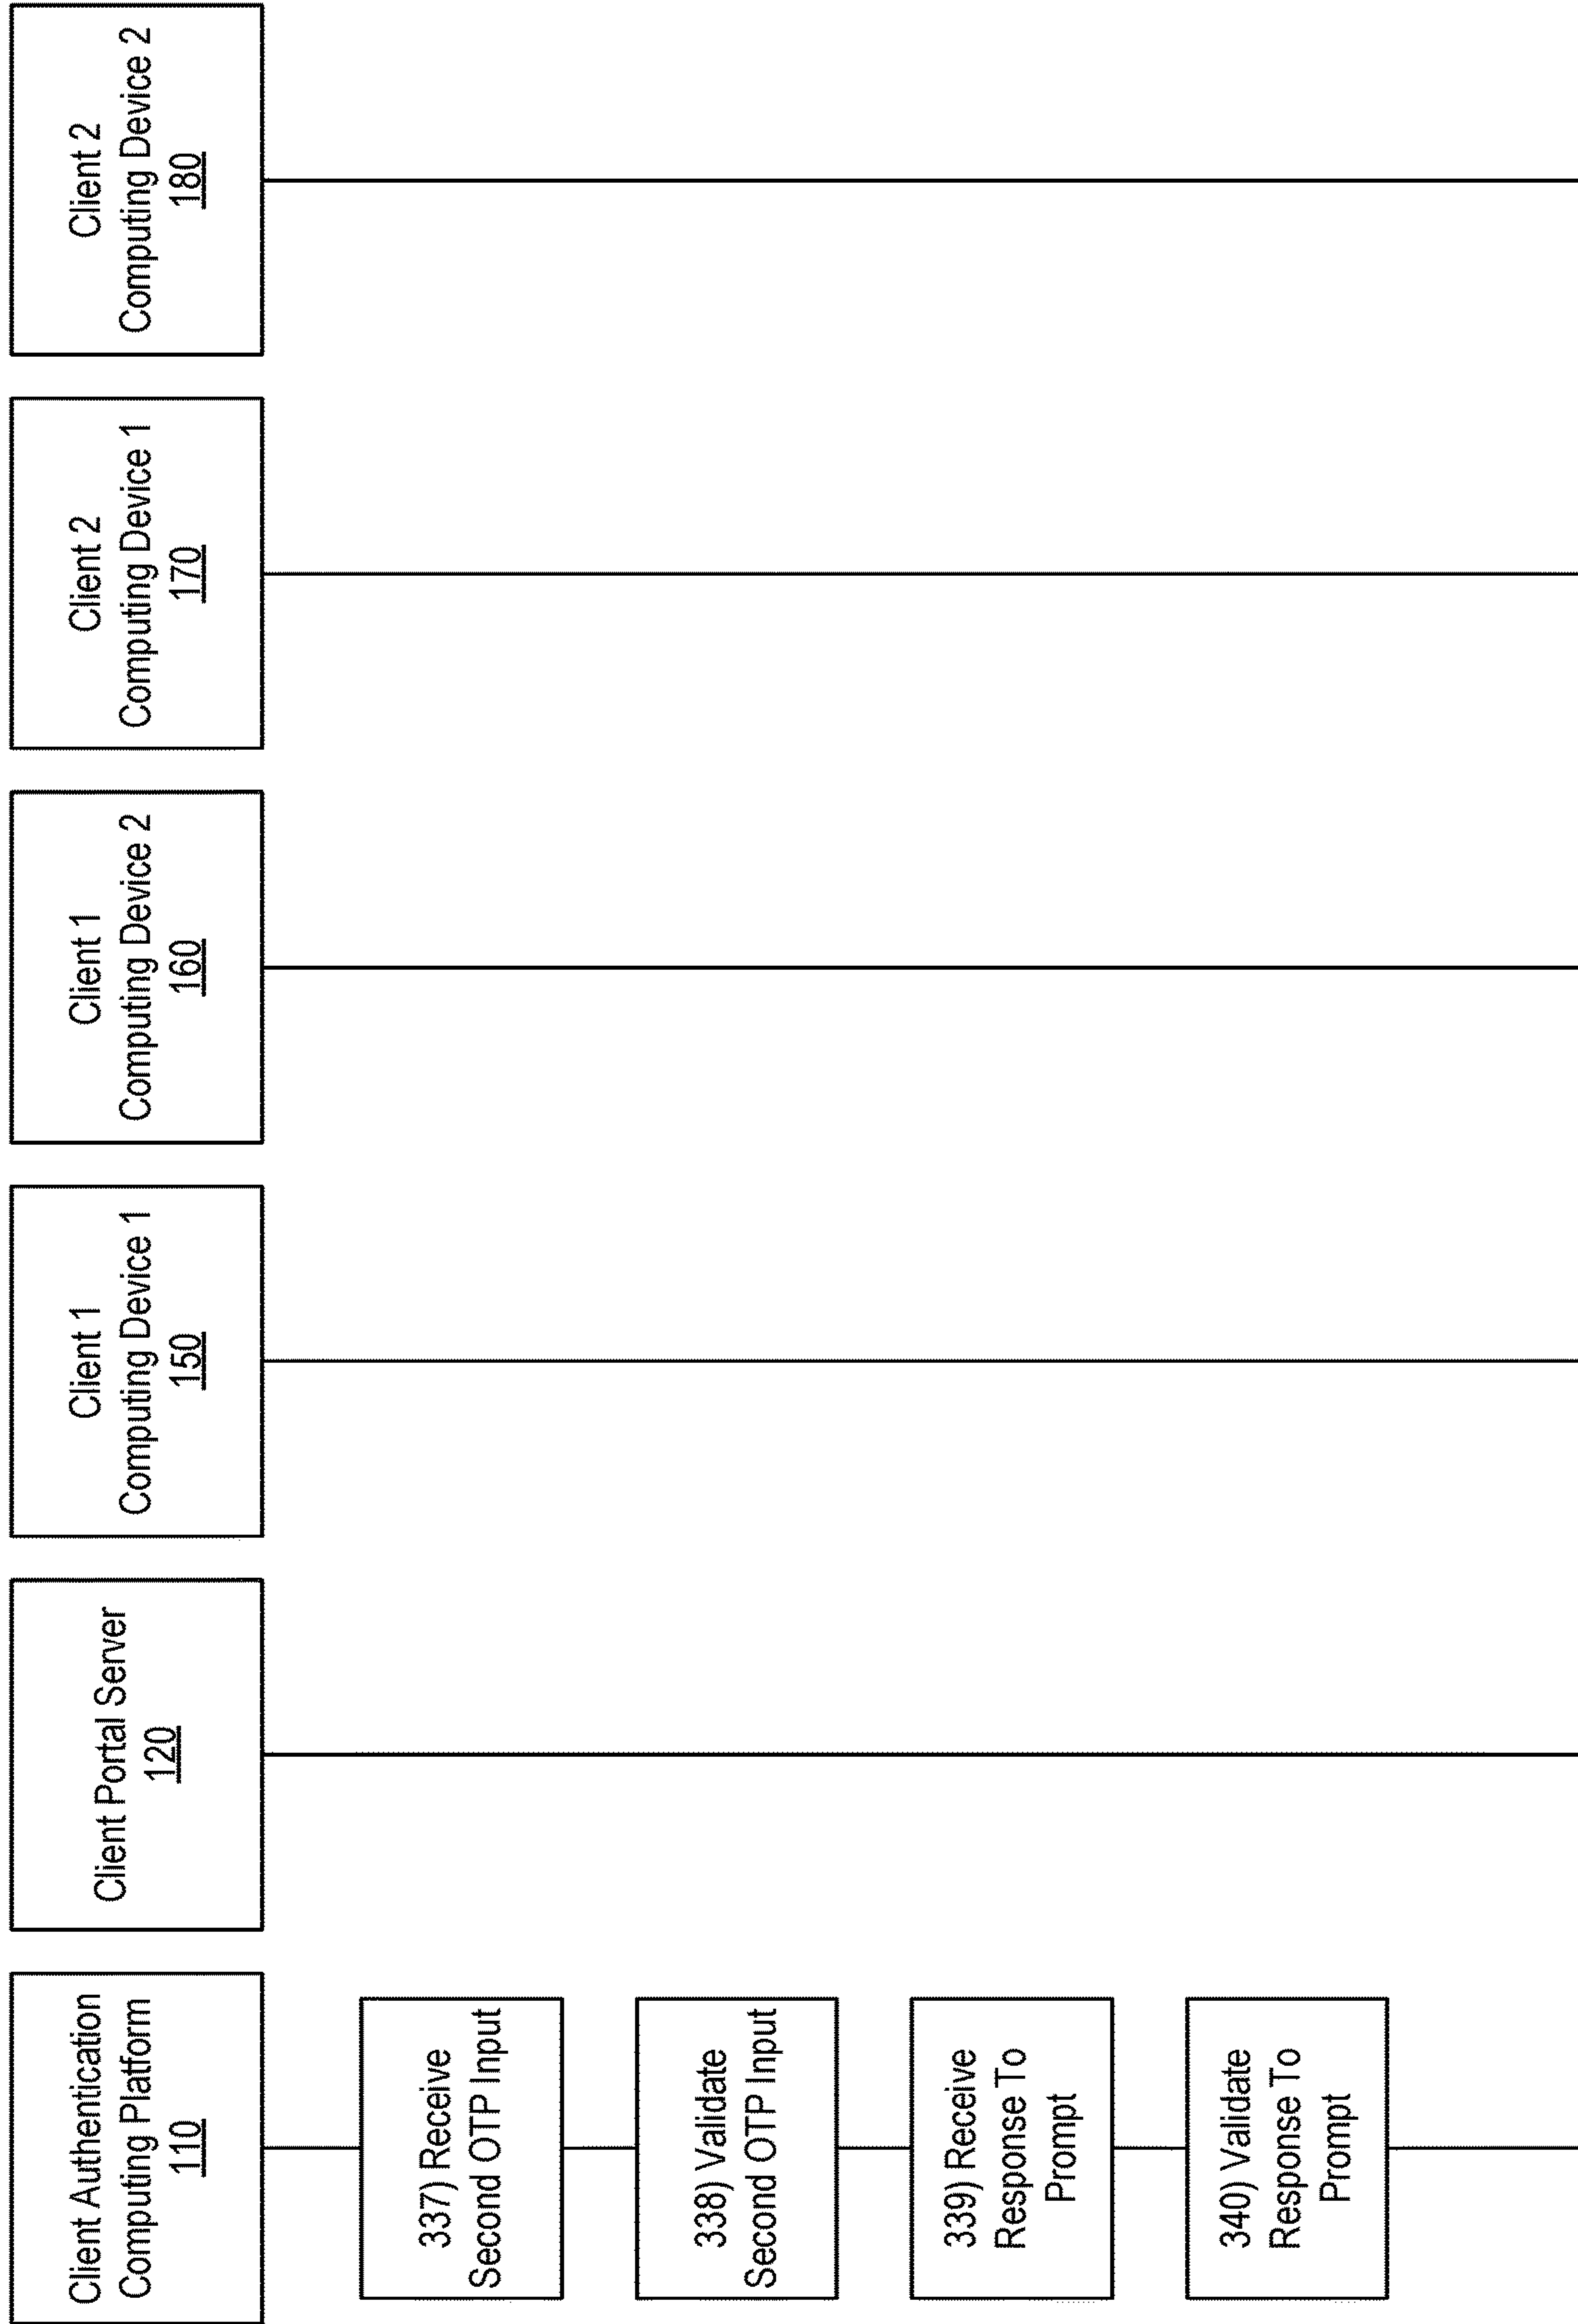 Client Authentication
Computing Platform
110
Client Portal Server
120
Client 1
Computing Device 1
150
Client 1
Computing Device 2
160
Client 2
Computing Device 1
170
Client 2
Computing Device 2
180
337) Receive
Second OTP Input
338) Validate
Second OTP Input
339) Receive
Response To
Prompt
340) Validate
Response To
Prompt